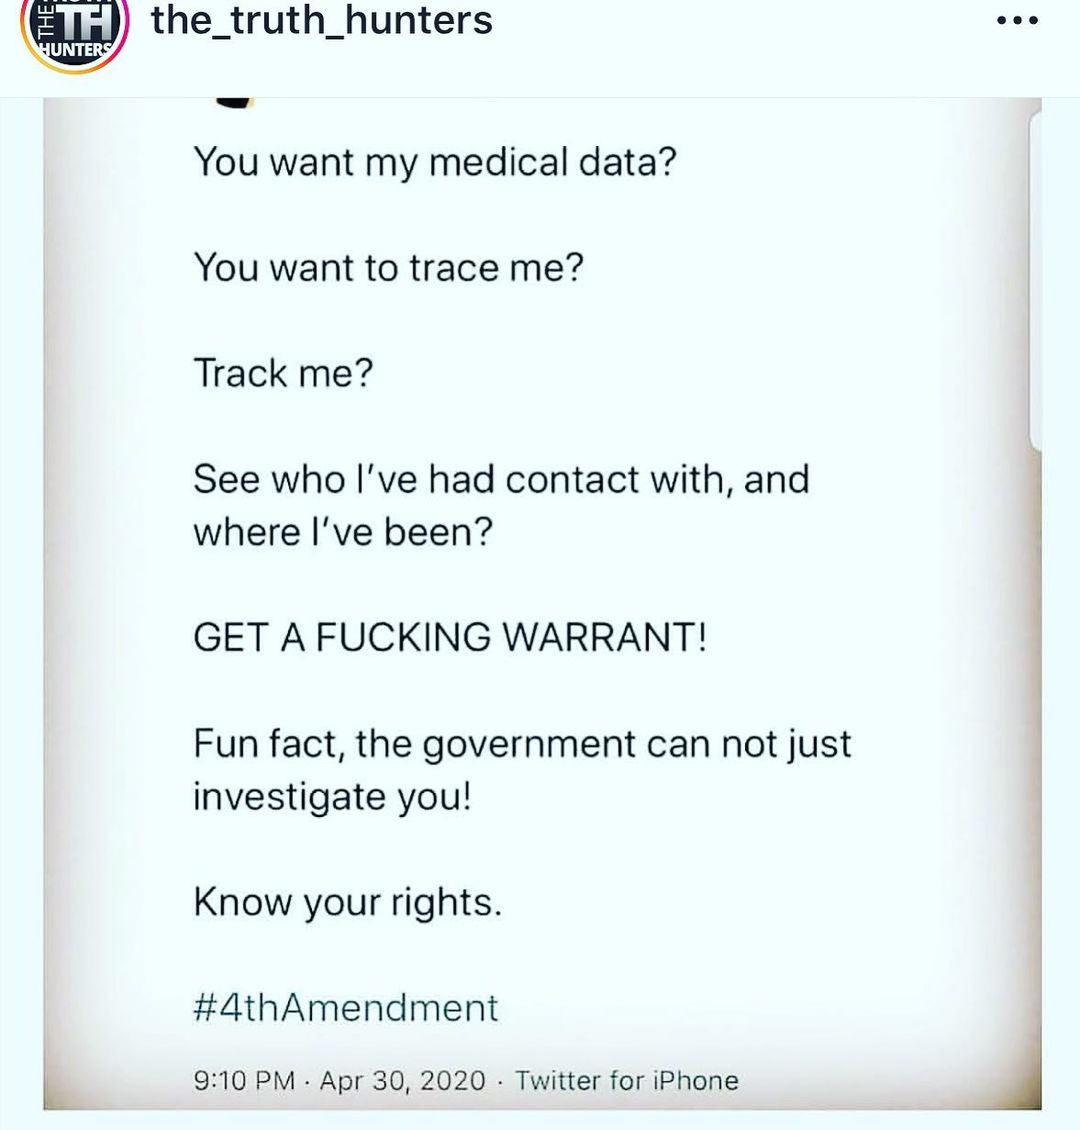 THE
TH
HUNTERS
the_truth_hunters
You want my medical data?
You want to trace me?
Track me?
See who I've had contact with, and
where I've been?
GET A FUCKING WARRANT!
Fun fact, the government can not just
investigate you!
Know your rights.
#4thAmendment
9:10 PM · Apr 30, 2020 · Twitter for iPhone